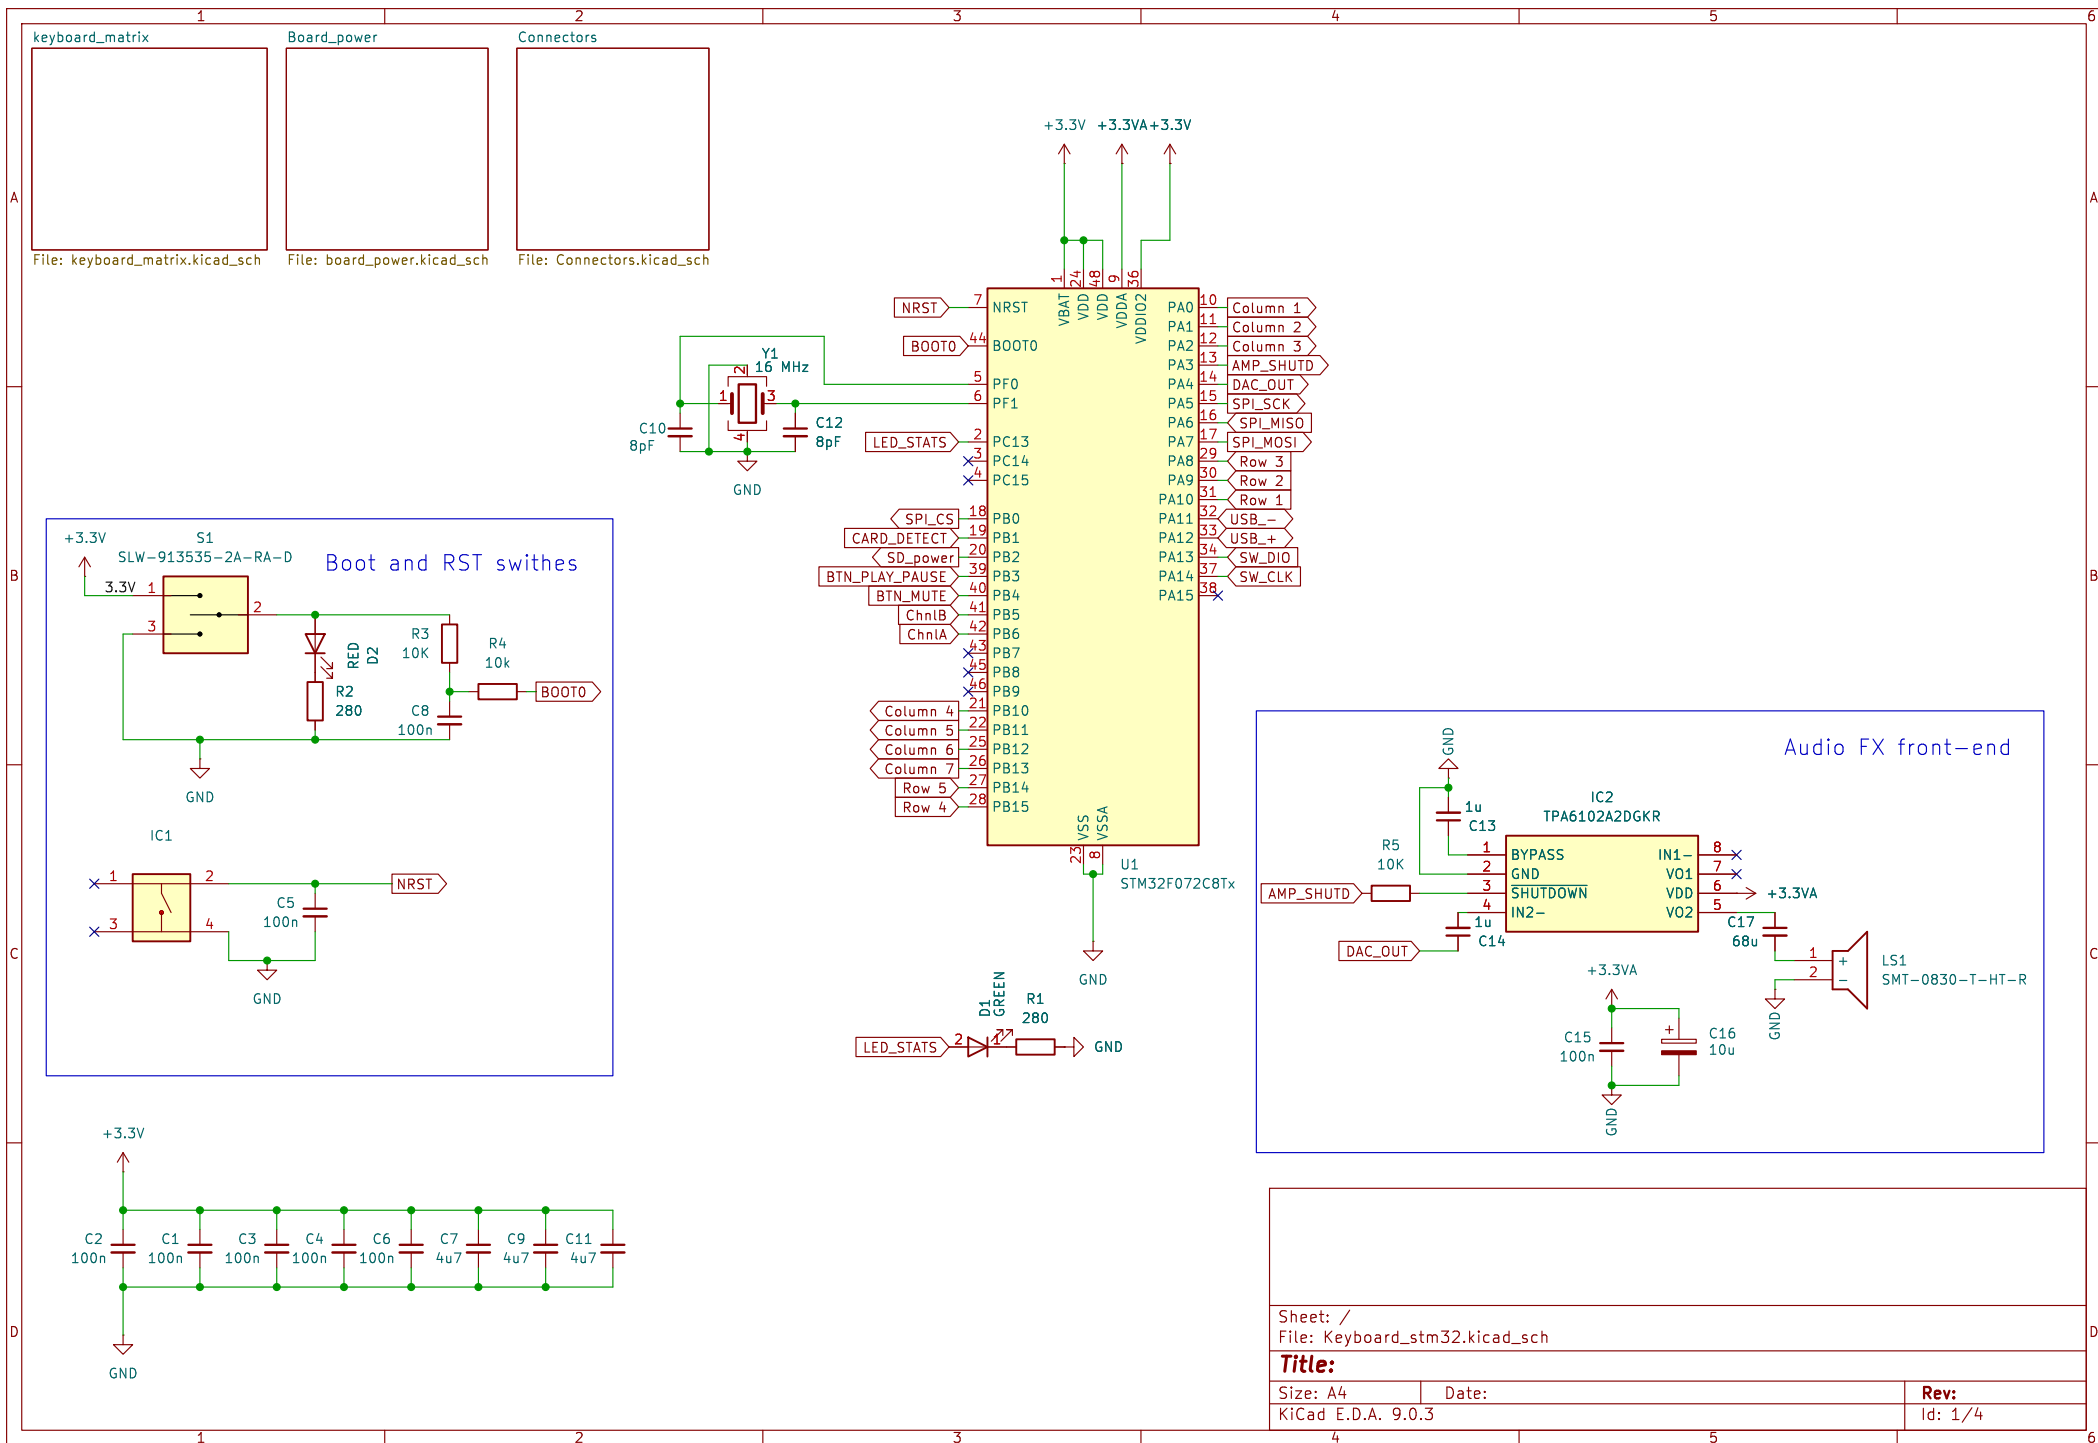 1 2 3 4 5 6
keyboard_matrix
File: keyboard_matrix.kicad_sch
Board_power
File: board_power.kicad_sch
Connectors
File: Connectors.kicad_sch
A
B
C
D
+3.3V +3.3VA +3.3V
1 24 48 9 36
VBAT VDD VDD VDDA VDDIO2
NRST 7 NRST
BOOT0 44 BOOT0
5 PF0
6 PF1
LED_STATS 2 PC13
3 PC14
4 PC15
SPI_CS 18 PB0
CARD_DETECT 19 PB1
SD_power 20 PB2
BTN_PLAY_PAUSE 39 PB3
BTN_MUTE 40 PB4
ChnlB 41 PB5
ChnlA 42 PB6
43 PB7
45 PB8
46 PB9
Column 4 21 PB10
Column 5 22 PB11
Column 6 25 PB12
Column 7 26 PB13
Row 5 27 PB14
Row 4 28 PB15
PA0 10 Column 1
PA1 11 Column 2
PA2 12 Column 3
PA3 13 AMP_SHUTD
PA4 14 DAC_OUT
PA5 15 SPI_SCK
PA6 16 SPI_MISO
PA7 17 SPI_MOSI
PA8 29 Row 3
PA9 30 Row 2
PA10 31 Row 1
PA11 32 USB_-
PA12 33 USB_+
PA13 34 SW_DIO
PA14 37 SW_CLK
PA15 38
VSS VSSA
23 8
U1
STM32F072C8Tx
GND
Y1
16 MHz
1 2 3 4
C10
8pF
C12
8pF
GND
Boot and RST swithes
+3.3V
S1
SLW-913535-2A-RA-D
3.3V 1
2
3
RED
D2
R2
280
R3
10K
R4
10k
BOOT0
C8
100n
GND
IC1
1 2
3 4
NRST
C5
100n
GND
LED_STATS 2 1
D1
GREEN
R1
280
GND
Audio FX front-end
GND
1u
C13
IC2
TPA6102A2DGKR
1 BYPASS
2 GND
3 SHUTDOWN
4 IN2-
IN1- 8
VO1 7
VDD 6 +3.3VA
VO2 5
R5
10K
AMP_SHUTD
1u
C14
DAC_OUT
C17
68u
1 +
2 -
LS1
SMT-0830-T-HT-R
GND
+3.3VA
C15
100n
+
C16
10u
GND
+3.3V
C2
100n
C1
100n
C3
100n
C4
100n
C6
100n
C7
4u7
C9
4u7
C11
4u7
GND
Sheet: /
File: Keyboard_stm32.kicad_sch
Title:
Size: A4 Date: Rev:
KiCad E.D.A. 9.0.3 Id: 1/4
A
B
C
D
1 2 3 4 5 6